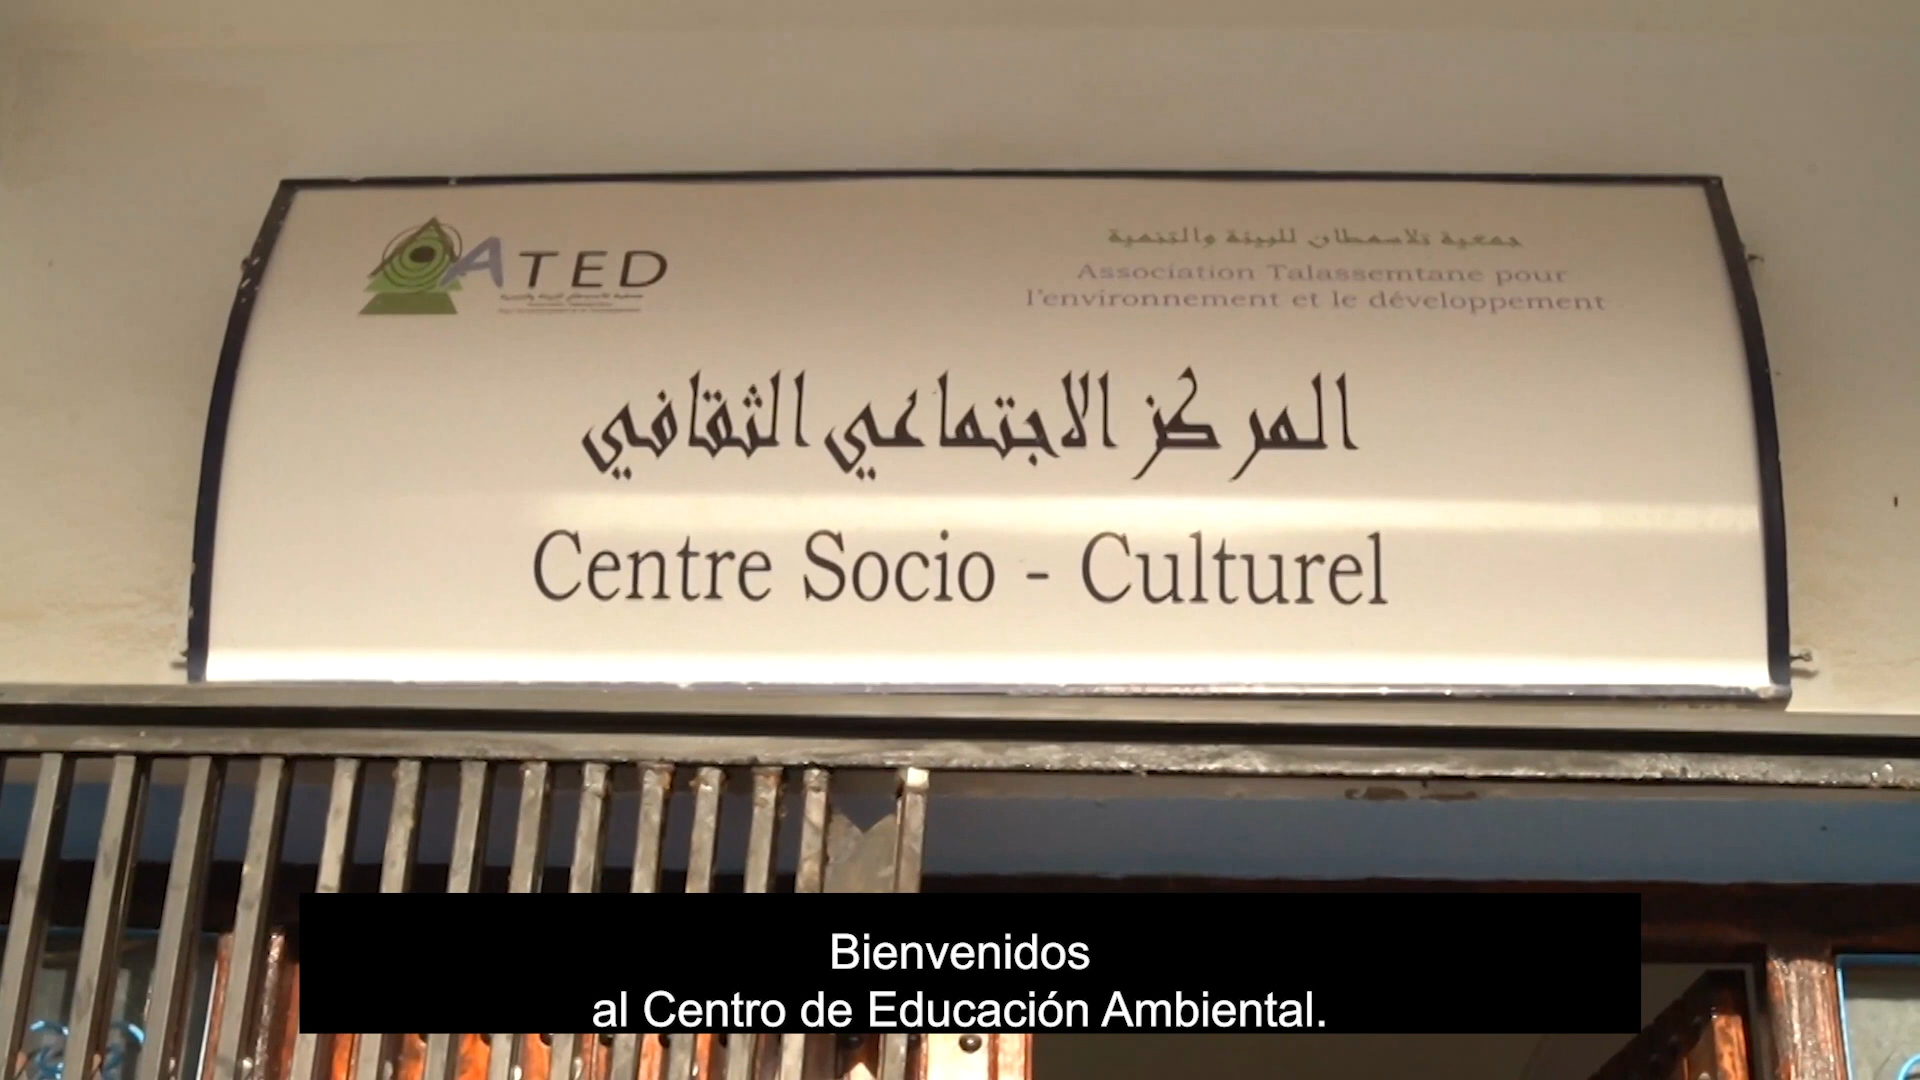 ATED
جمعية تلاسمطان للبيئة والتنمية
Association Talassemtane pour
l'environnement et le développement
المركز الاجتماعي الثقافي
Centre Socio - Culturel
Bienvenidos
al Centro de Educación Ambiental.